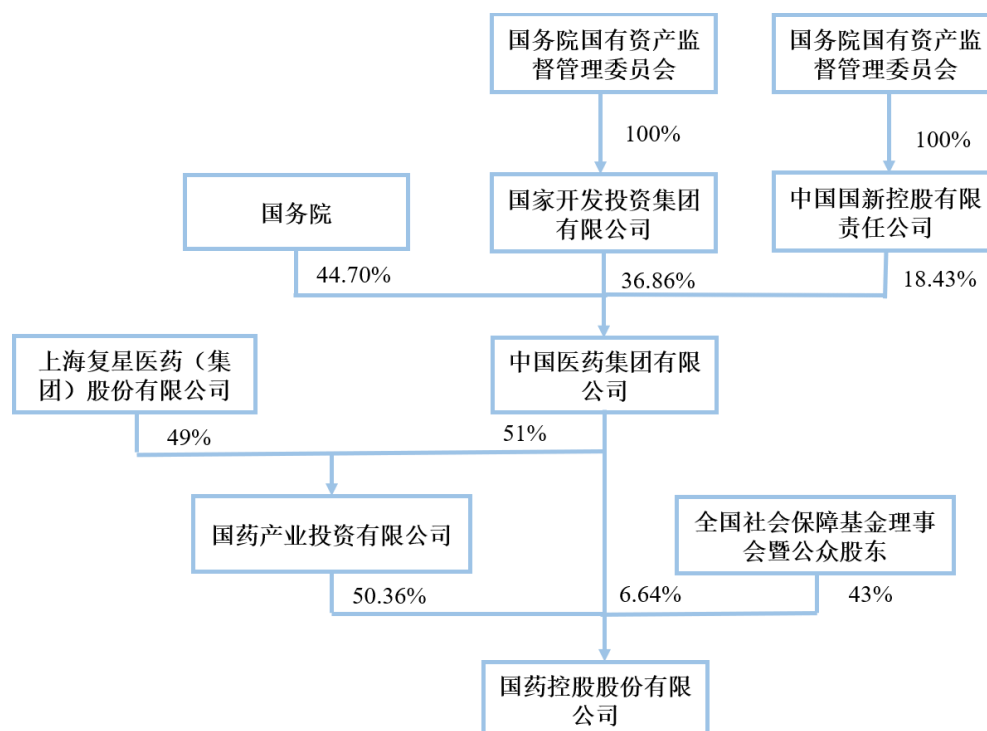 国务院国有资产监
督管理委员会
国务院国有资产监
督管理委员会
100%
100%
国务院
国家开发投资集团
有限公司
中国国新控股有限
责任公司
44.70%
36.86%
18.43%
上海复星医药（集
团）股份有限公司
中国医药集团有限
公司
49%
51%
国药产业投资有限公司
全国社会保障基金理事
会暨公众股东
50.36%
6.64%
43%
国药控股股份有限
公司